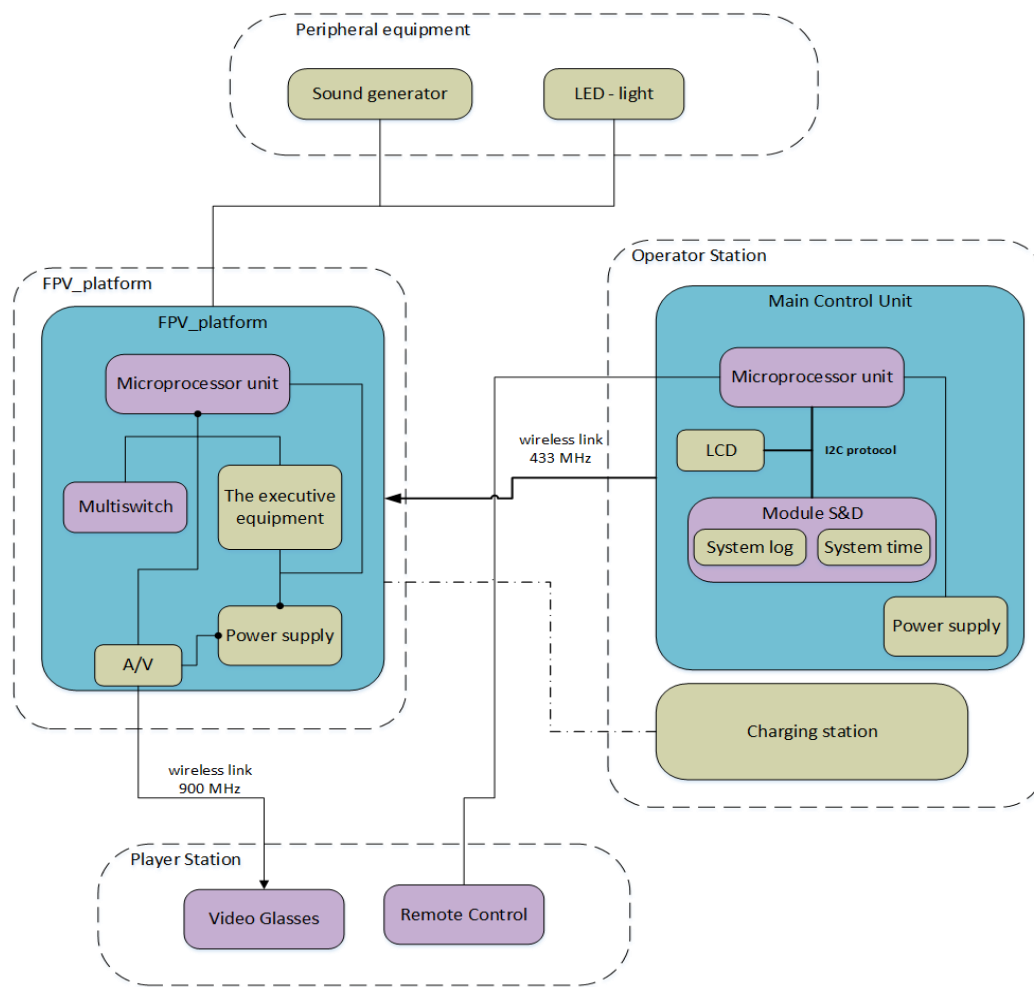 Peripheral equipment
Sound generator
LED - light
FPV_platform
FPV_platform
Microprocessor unit
Multiswitch
The executive
equipment
Power supply
A/V
wireless link
433 MHz
Operator Station
Main Control Unit
Microprocessor unit
LCD
I2C protocol
Module S&D
System log
System time
Power supply
Charging station
wireless link
900 MHz
Player Station
Video Glasses
Remote Control